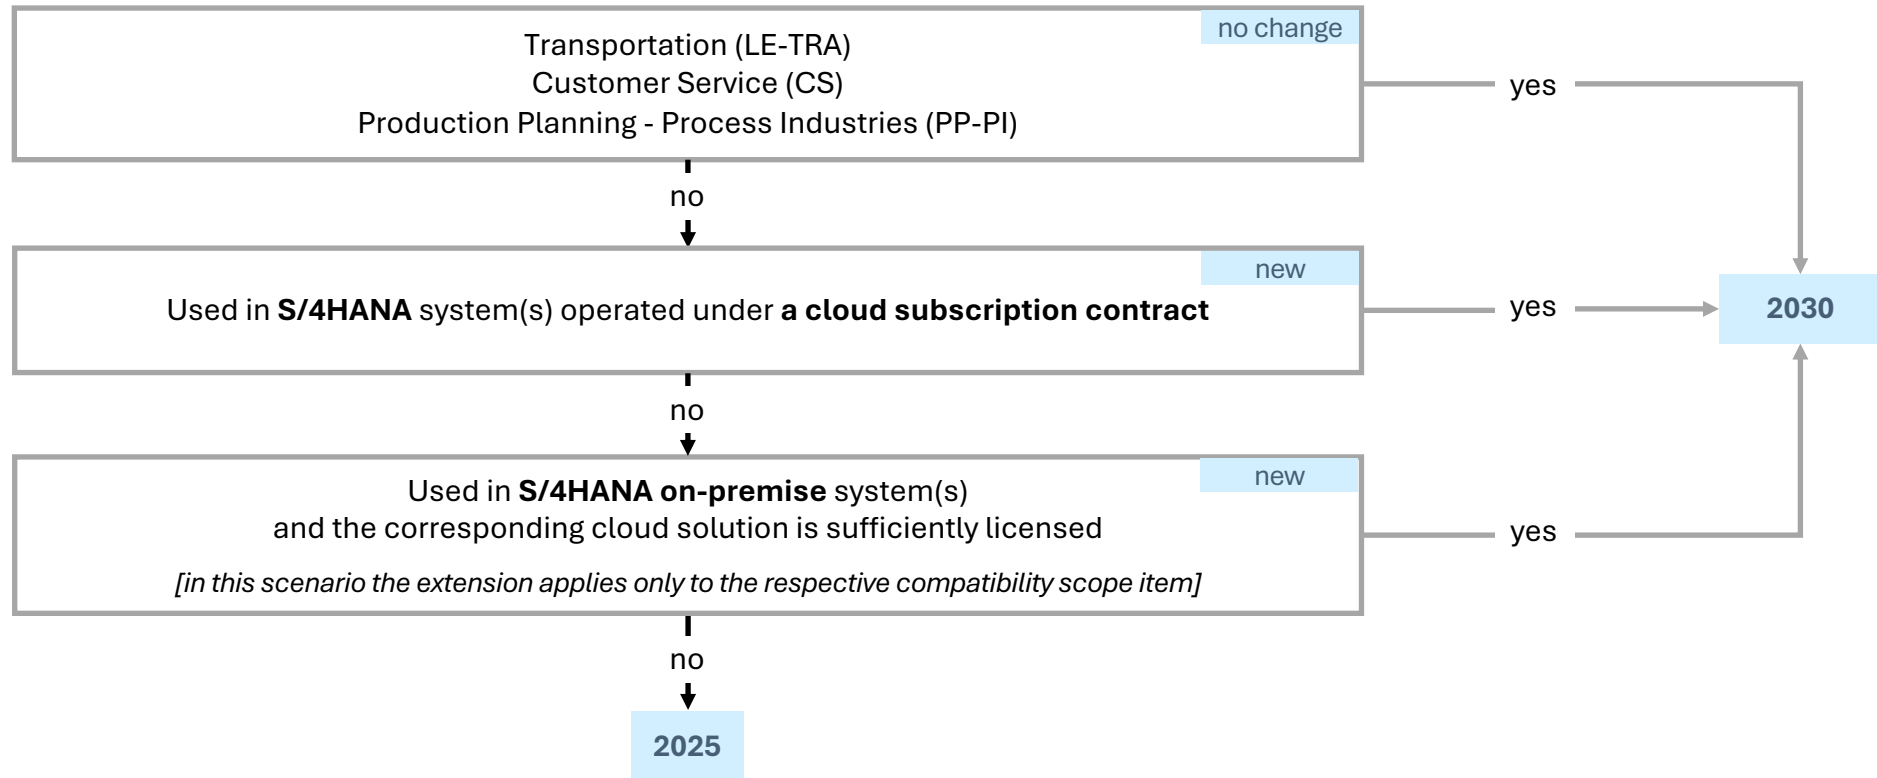 no change
Transportation (LE-TRA)
Customer Service (CS)
Production Planning - Process Industries (PP-PI)
yes
no
new
Used in S/4HANA system(s) operated under a cloud subscription contract
yes
2030
no
new
Used in S/4HANA on-premise system(s)
and the corresponding cloud solution is sufficiently licensed
[in this scenario the extension applies only to the respective compatibility scope item]
yes
no
2025